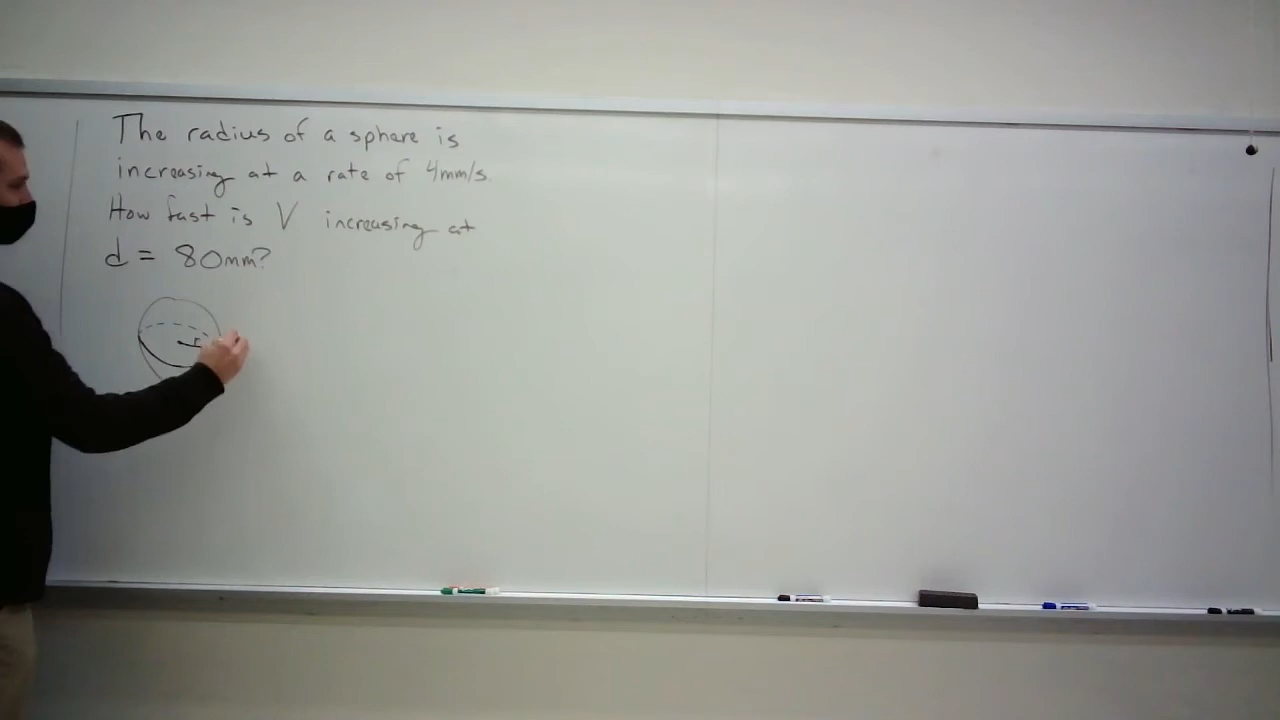 The radius of a sphere is
increasing at a rate of 4mm/s.
How fast is V increasing at
d = 80mm?
r